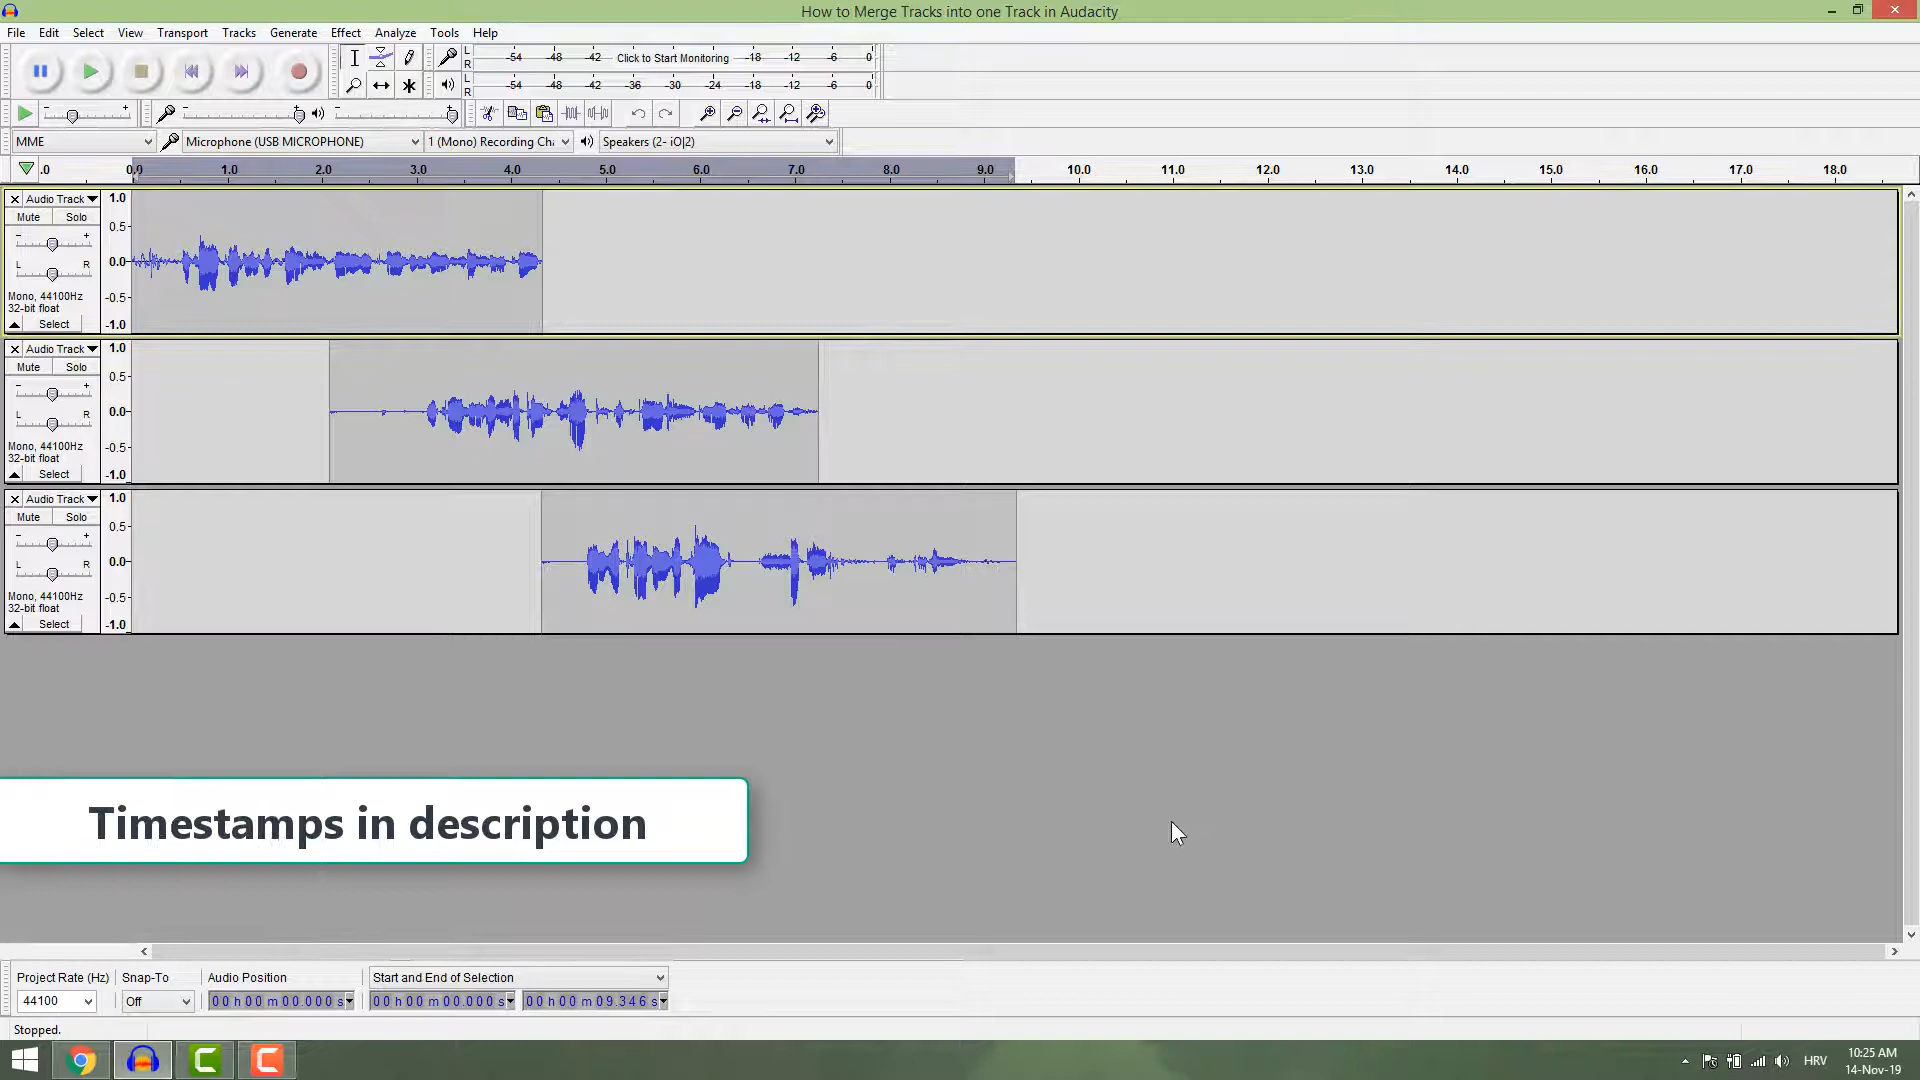 How to Merge Tracks into one Track in Audacity
File Edit Select View Transport Tracks Generate Effect Analyze Tools Help
L R -54 -48 -42 Click to Start Monitoring -18 -12 -6 0
L R -54 -48 -42 -36 -30 -24 -18 -12 -6 0
MME Microphone (USB MICROPHONE) 1 (Mono) Recording Cha Speakers (2- iO|2)
.0 0.0 1.0 2.0 3.0 4.0 5.0 6.0 7.0 8.0 9.0 10.0 11.0 12.0 13.0 14.0 15.0 16.0 17.0 18.0
Audio Track 1.0
Mute Solo
- + 0.5
L R 0.0
Mono, 44100Hz -0.5
32-bit float
Select -1.0
Audio Track 1.0
Mute Solo
- + 0.5
L R 0.0
Mono, 44100Hz -0.5
32-bit float
Select -1.0
Audio Track 1.0
Mute Solo
- + 0.5
L R 0.0
Mono, 44100Hz -0.5
32-bit float
Select -1.0
Timestamps in description
Project Rate (Hz) Snap-To Audio Position Start and End of Selection
44100 Off 00 h 00 m 00.000 s 00 h 00 m 00.000 s 00 h 00 m 09.346 s
Stopped.
HRV 10:25 AM
14-Nov-19